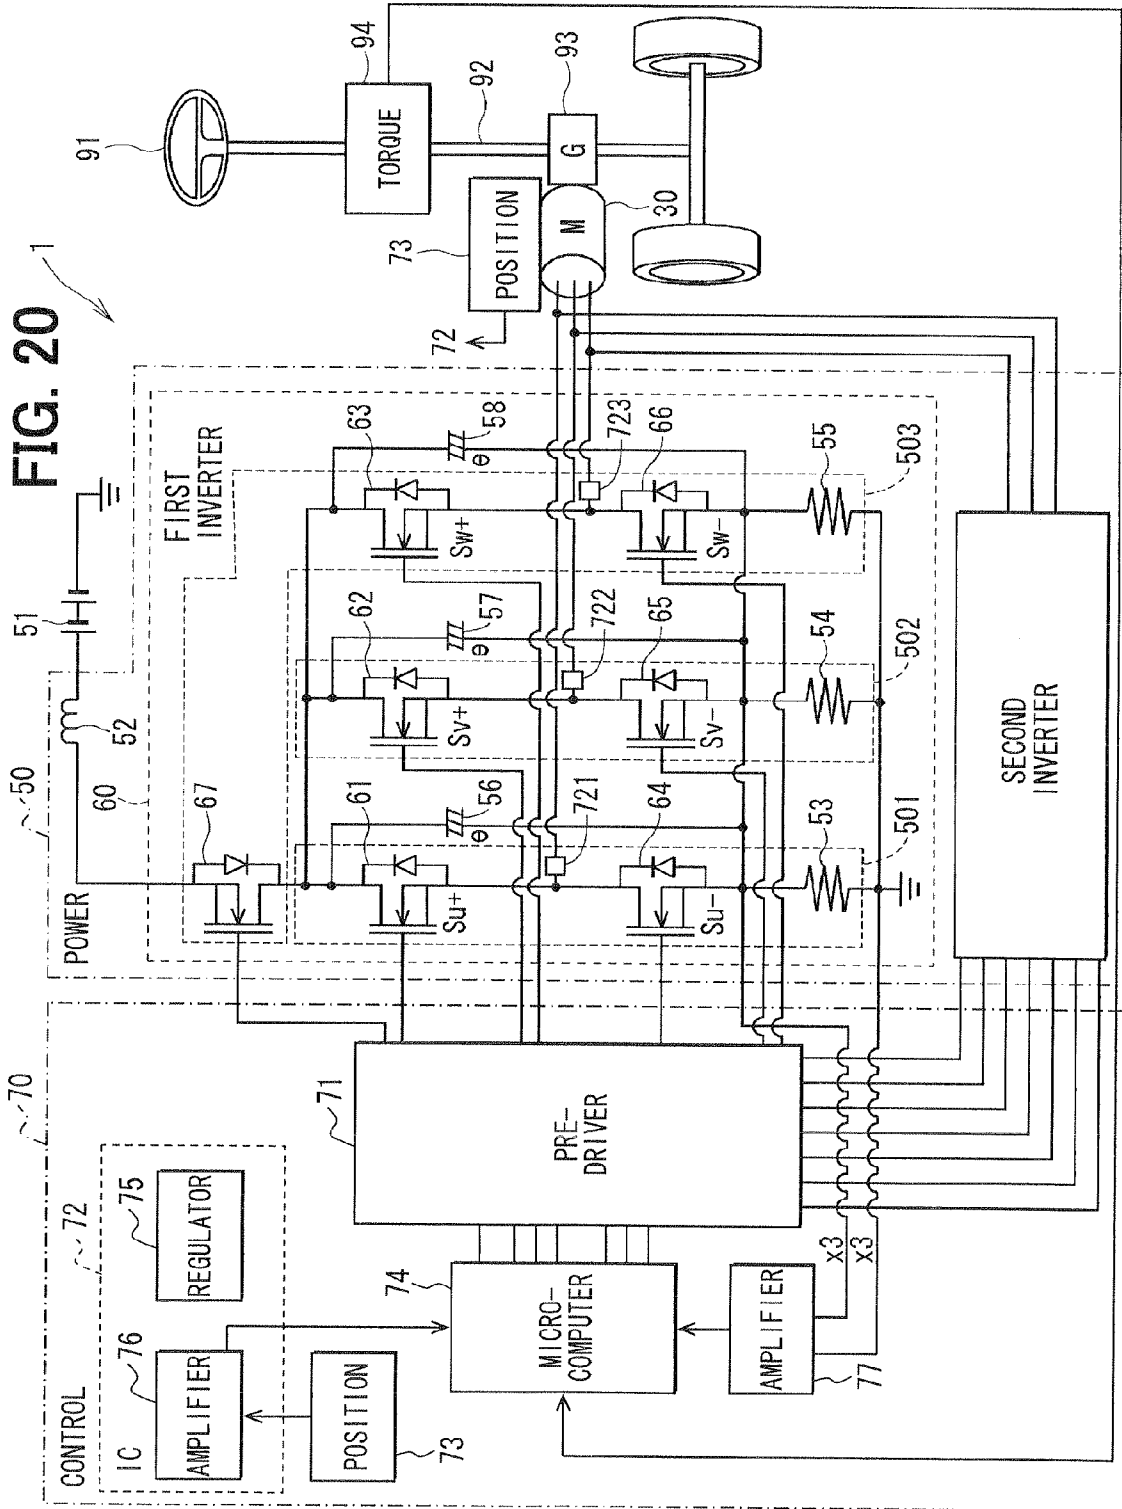 FIG. 20
1
91
94
TORQUE
92
93
G
73
POSITION
M
30
72
51
52
50
POWER
60
FIRST
INVERTER
67
61
62
63
Su+
Sv+
Sw+
56
57
58
θ
θ
θ
721
722
723
64
65
66
Su-
Sv-
Sw-
53
54
55
501
502
503
SECOND
INVERTER
70
CONTROL
72
IC
75
REGULATOR
76
AMPLIFIER
POSITION
73
71
PRE-
DRIVER
74
MICRO-
COMPUTER
AMPLIFIER
77
x3
x3